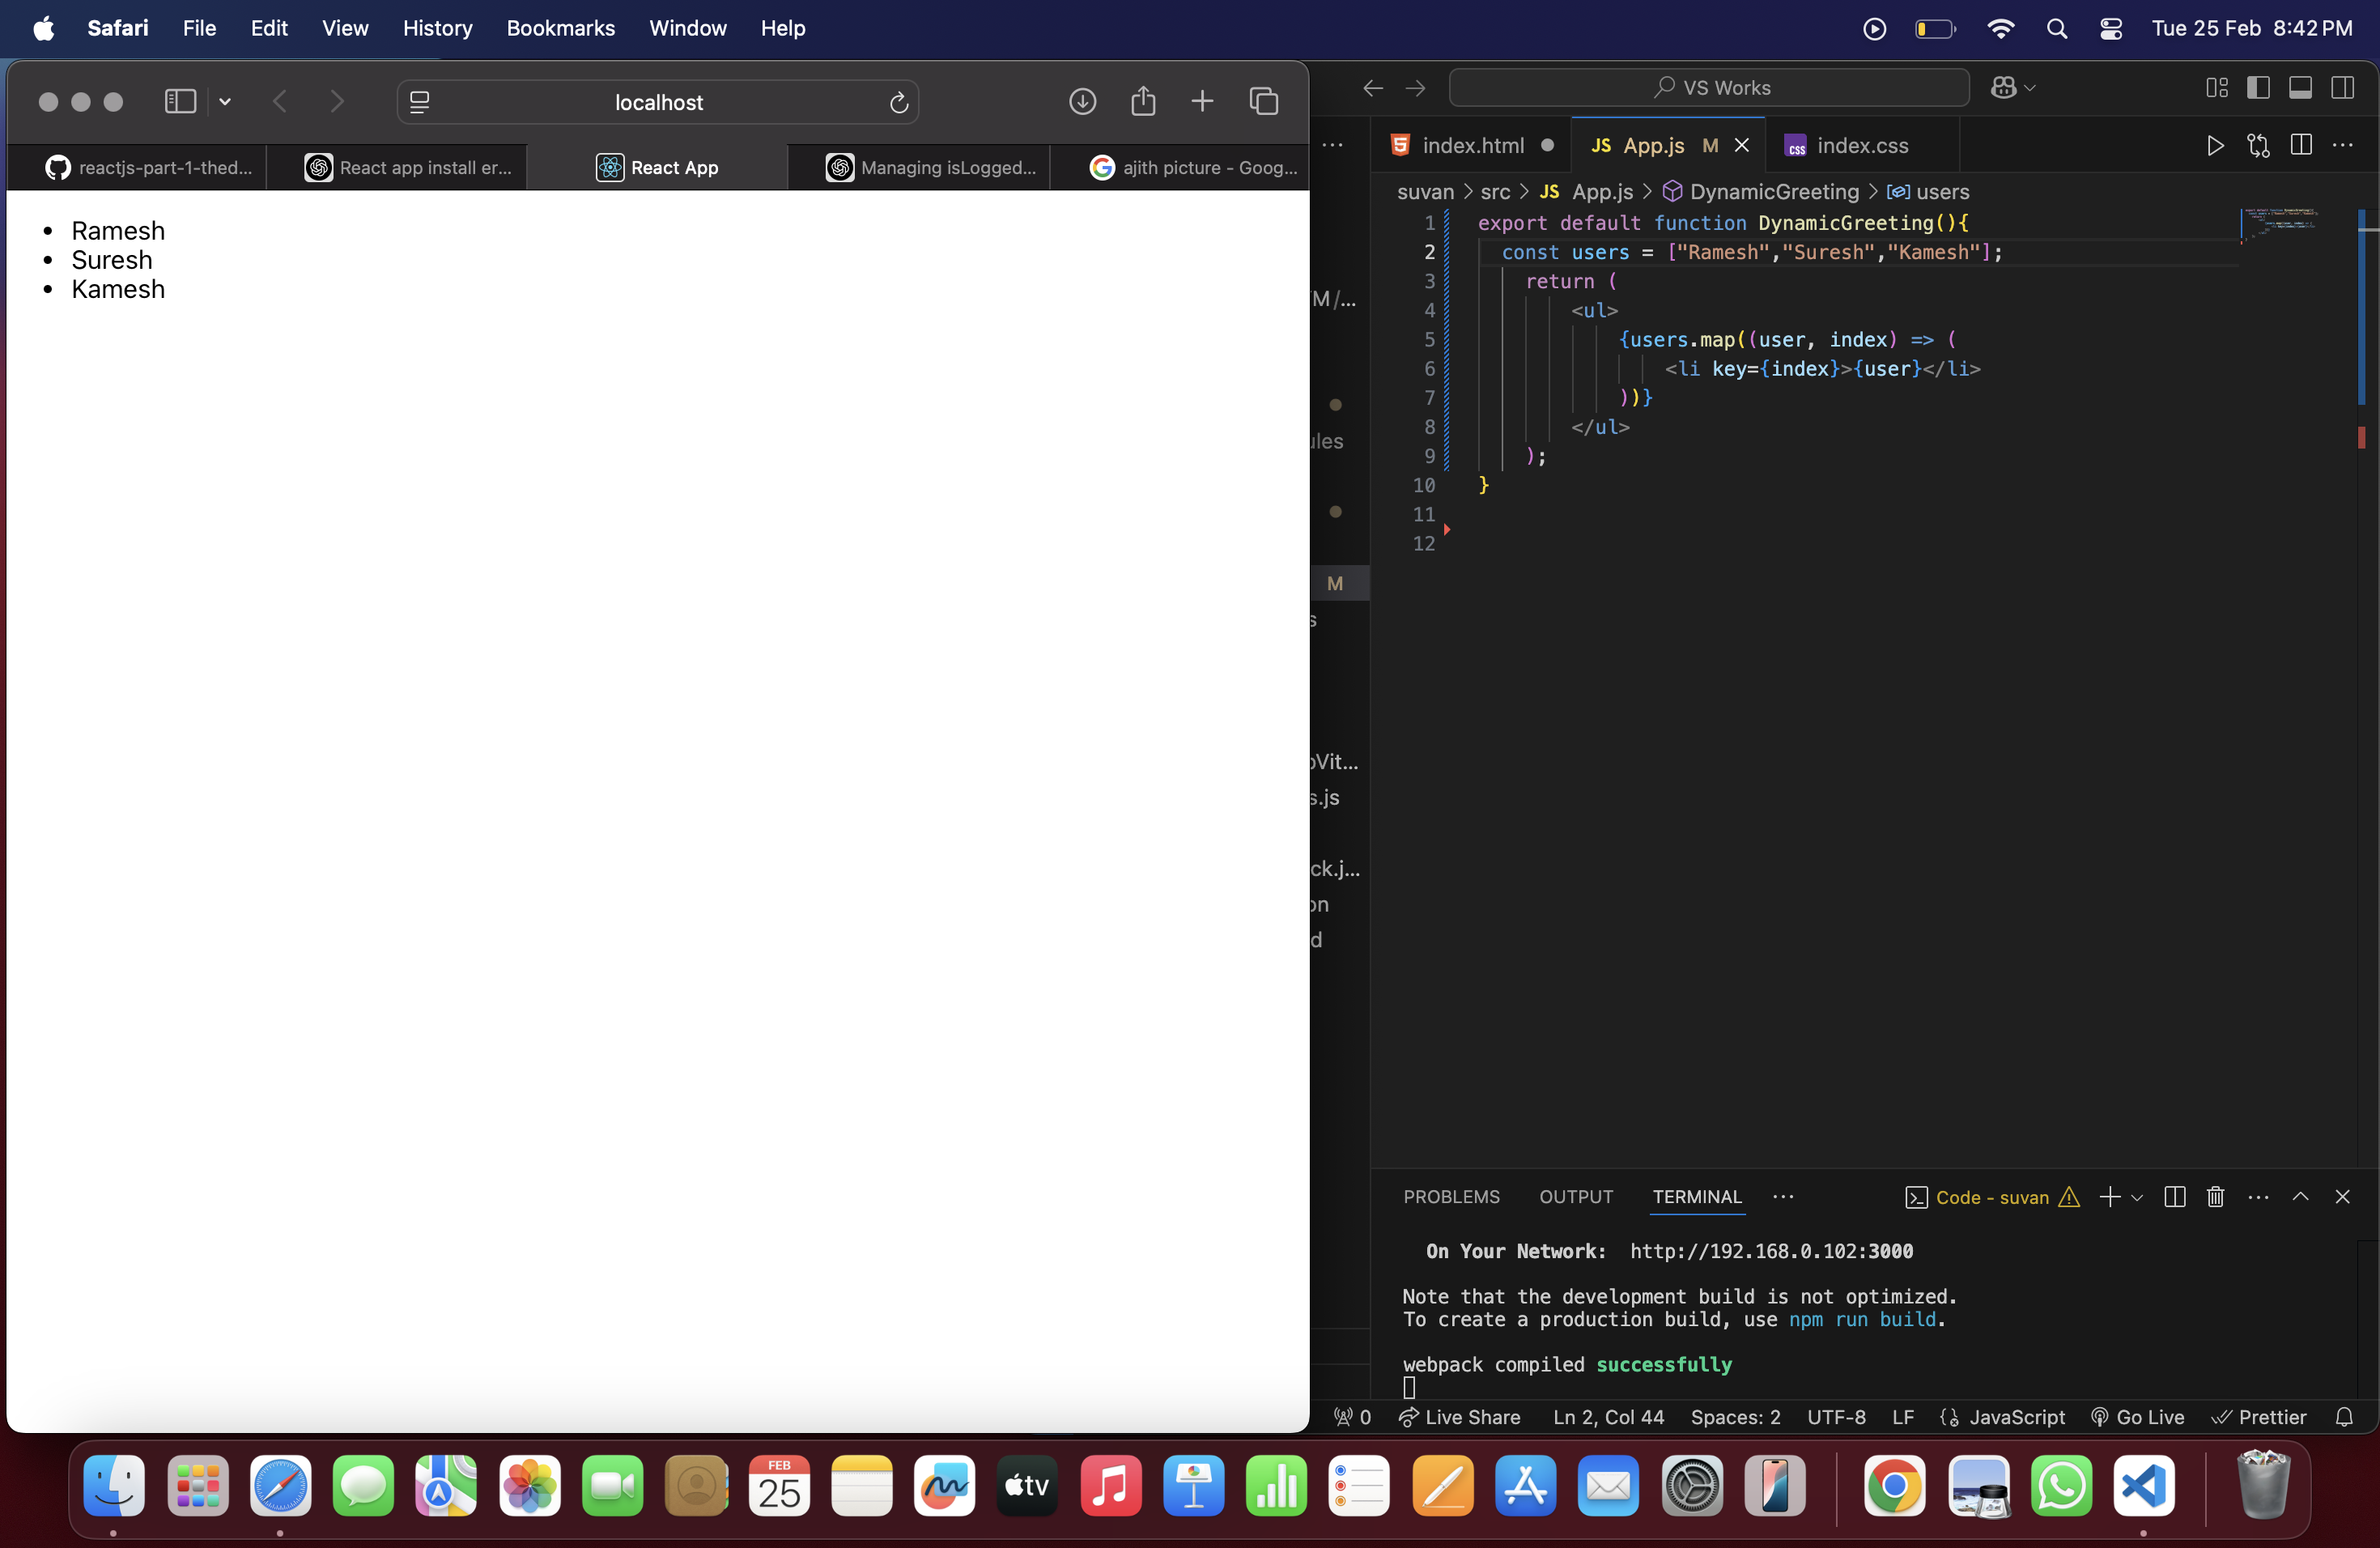 Safari File Edit View History Bookmarks Window Help Tue 25 Feb 8:42 PM
localhost
reactjs-part-1-thed... React app install er... React App Managing isLogged... ajith picture - Goog...
Ramesh
Suresh
Kamesh
VS Works
index.html JS App.js M index.css
suvan > src > JS App.js > DynamicGreeting > users
1 export default function DynamicGreeting(){
2 const users = ["Ramesh","Suresh","Kamesh"];
3 return (
4 <ul>
5 {users.map((user, index) => (
6 <li key={index}>{user}</li>
7 ))}
8 </ul>
9 );
10 }
11
12
M/...
ules
M
s
Vit...
s.js
ck.j...
on
d
PROBLEMS OUTPUT TERMINAL ... Code - suvan
On Your Network: http://192.168.0.102:3000
Note that the development build is not optimized.
To create a production build, use npm run build.
webpack compiled successfully
0 Live Share Ln 2, Col 44 Spaces: 2 UTF-8 LF JavaScript Go Live Prettier
FEB
25
tv